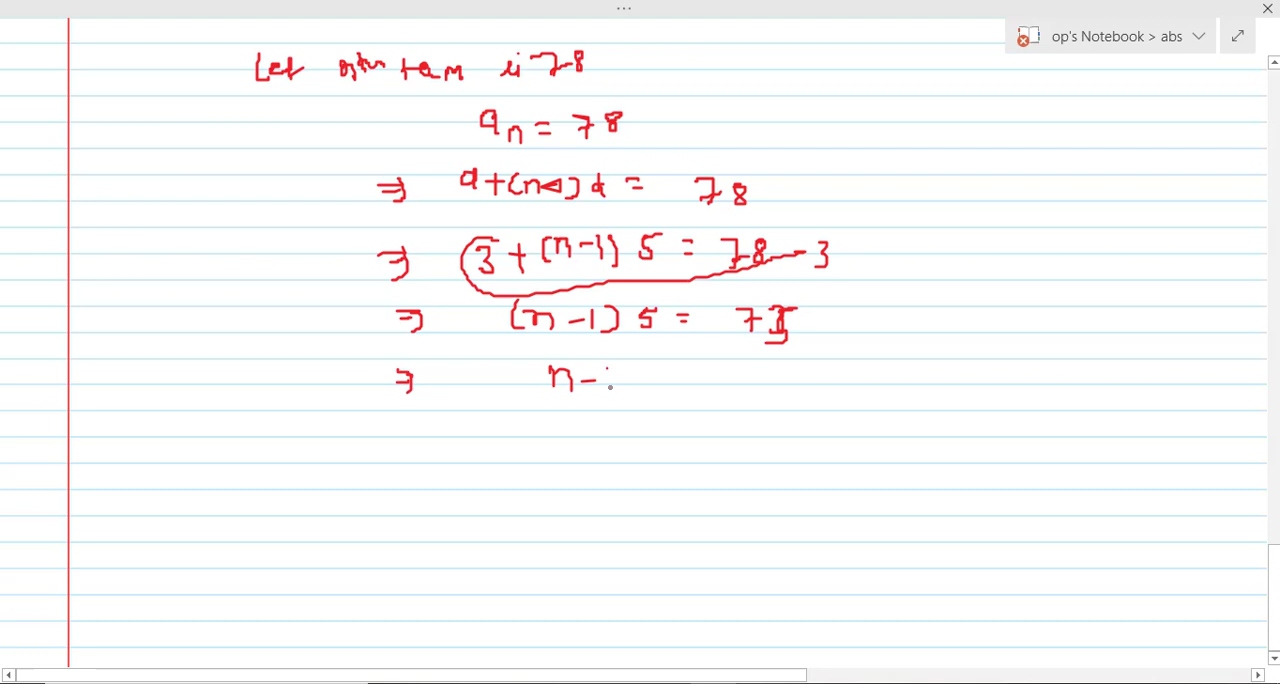 op's Notebook > abs
Let nth term is 78
an = 78
⇒ a+(n-1)d = 78
⇒ 3+(n-1) 5 = 78-3
⇒ (n-1) 5 = 75
⇒ n-